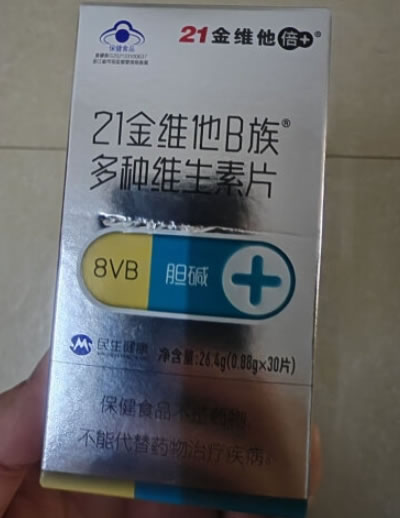 保健食品
21金维他倍+®
21金维他B族®
多种维生素片
8VB 胆碱
民生健康 净含量:26.4g(0.88g×30片)
保健食品不是药物,
不能代替药物治疗疾病。